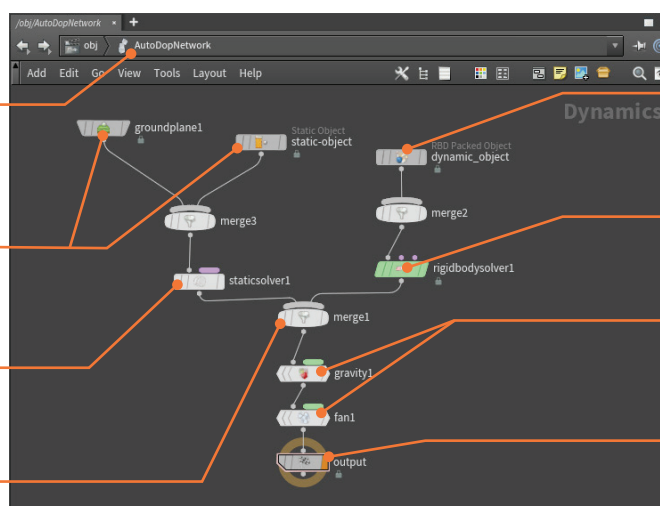 /obj/AutoDopNetwork
obj AutoDopNetwork
Add Edit Go View Tools Layout Help
Dynamics
groundplane1
Static Object
static-object
RBD Packed Object
dynamic_object
merge3
merge2
staticsolver1
rigidbodysolver1
merge1
gravity1
fan1
output